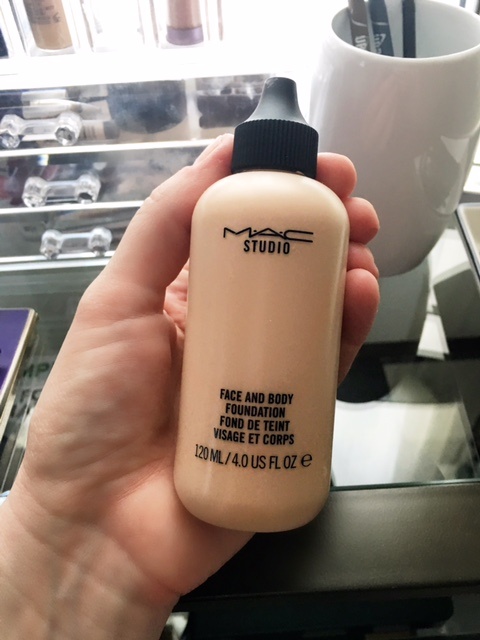 M·A·C
STUDIO
FACE AND BODY
FOUNDATION
FOND DE TEINT
VISAGE ET CORPS
120 ML / 4.0 US FL OZ ℮